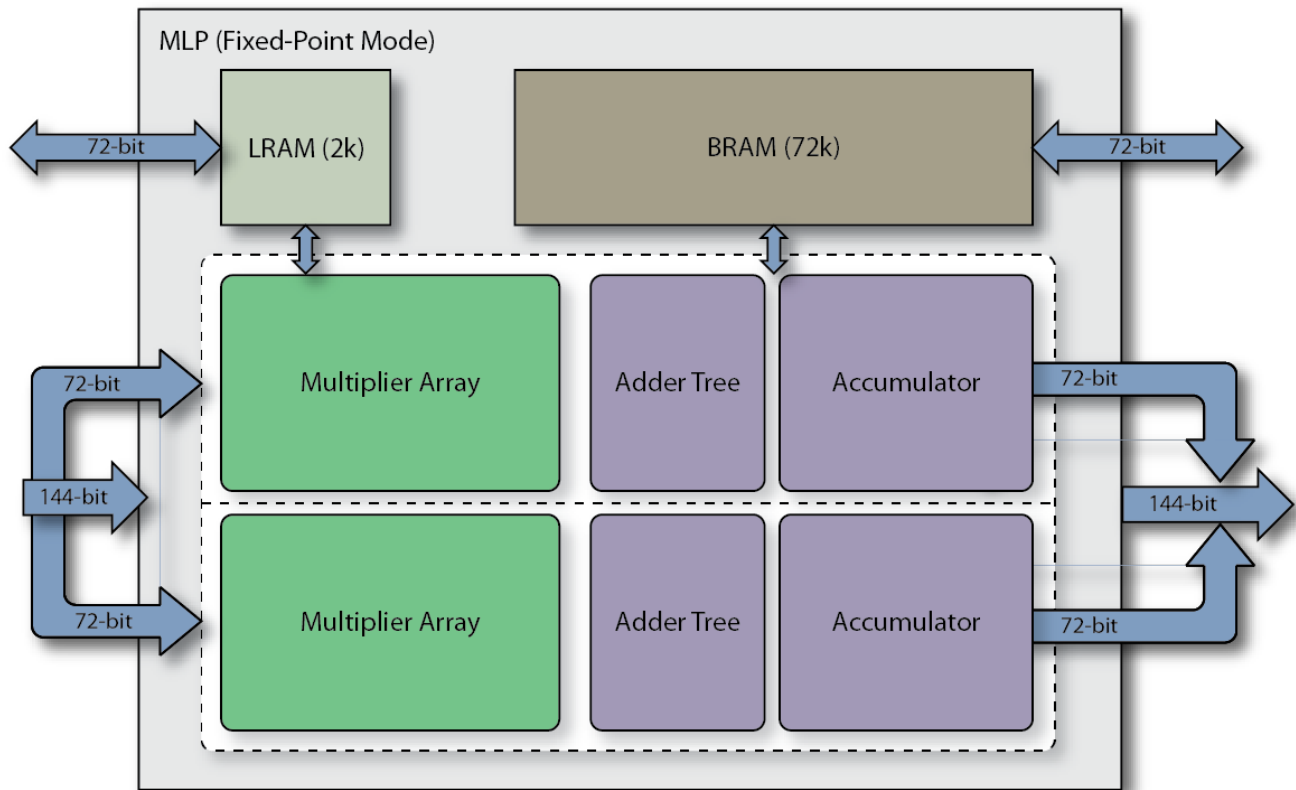 MLP (Fixed-Point Mode)
72-bit
LRAM (2k)
BRAM (72k)
72-bit
72-bit
Multiplier Array
Adder Tree
Accumulator
72-bit
144-bit
144-bit
72-bit
Multiplier Array
Adder Tree
Accumulator
72-bit